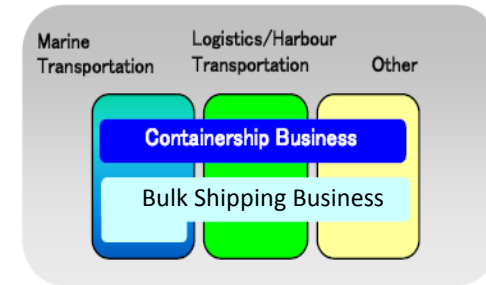 Marine
Transportation
Logistics/Harbour
Transportation
Other
Containership Business
Bulk Shipping Business